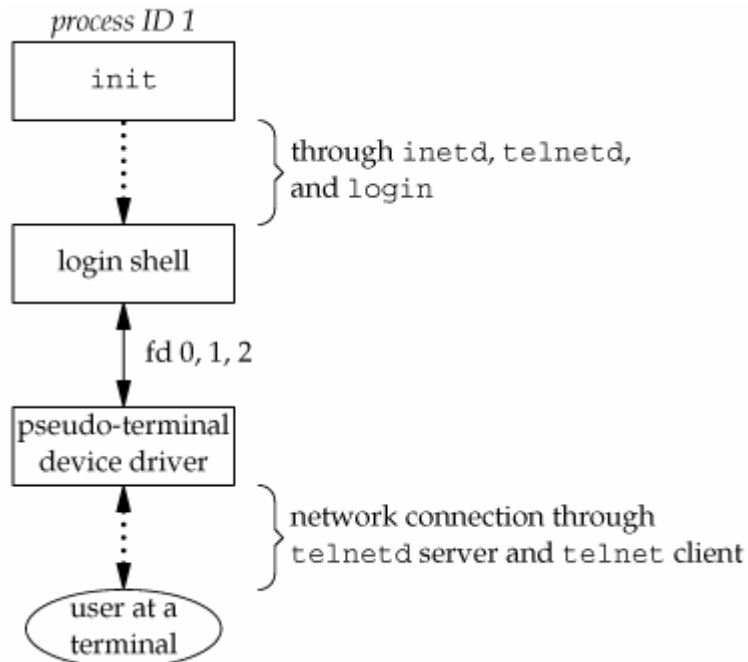 process ID 1
init
through inetd, telnetd,
and login
login shell
fd 0, 1, 2
pseudo-terminal
device driver
network connection through
telnetd server and telnet client
user at a
terminal